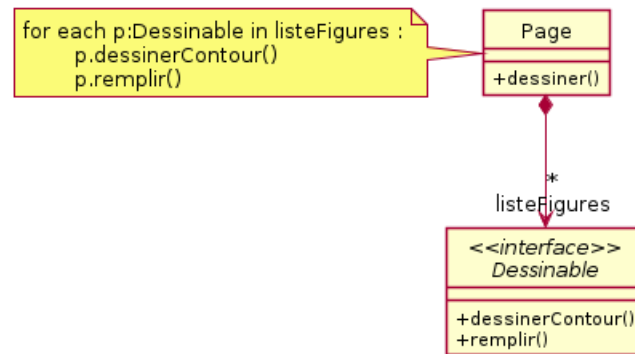 for each p:Dessinable in listeFigures :
p.dessinerContour()
p.remplir()
Page
+dessiner()
*
listeFigures
<<interface>>
Dessinable
+dessinerContour()
+remplir()